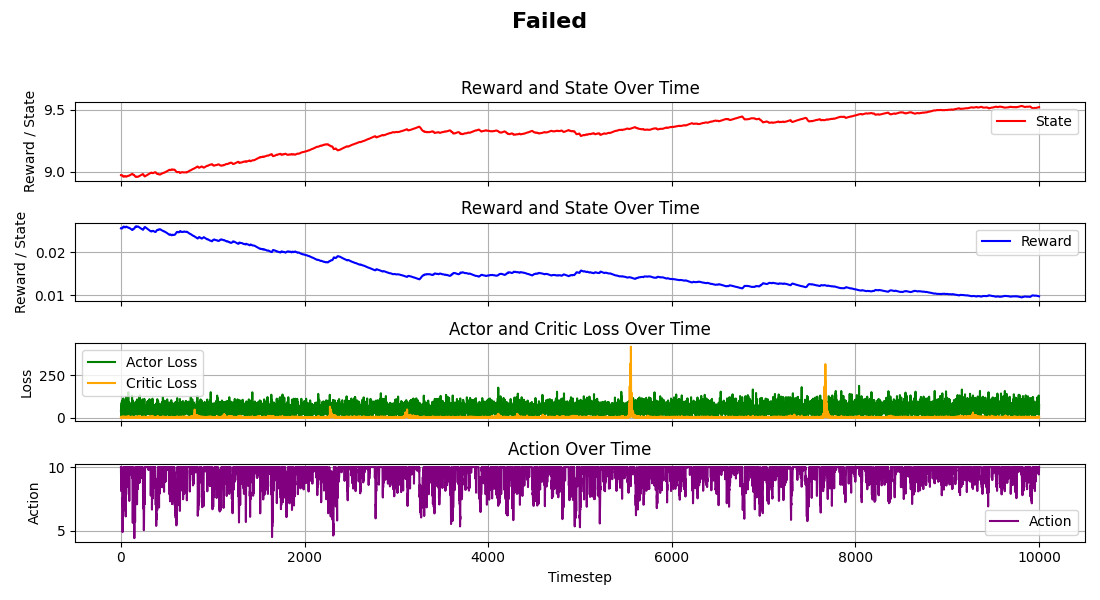 Failed
Reward and State Over Time
Reward / State
9.5
9.0
State
Reward and State Over Time
Reward / State
0.02
0.01
Reward
Actor and Critic Loss Over Time
Loss
250
0
Actor Loss
Critic Loss
Action Over Time
Action
10
5
Action
0 2000 4000 6000 8000 10000
Timestep